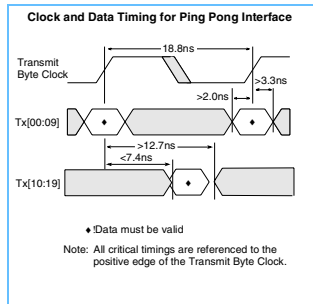 Clock and Data Timing for Ping Pong Interface
18.8ns
Transmit
Byte Clock
>3.3ns
>2.0ns
Tx[00:09]
>12.7ns
<7.4ns
Tx[10:19]
♦ !Data must be valid
Note: All critical timings are referenced to the
positive edge of the Transmit Byte Clock.